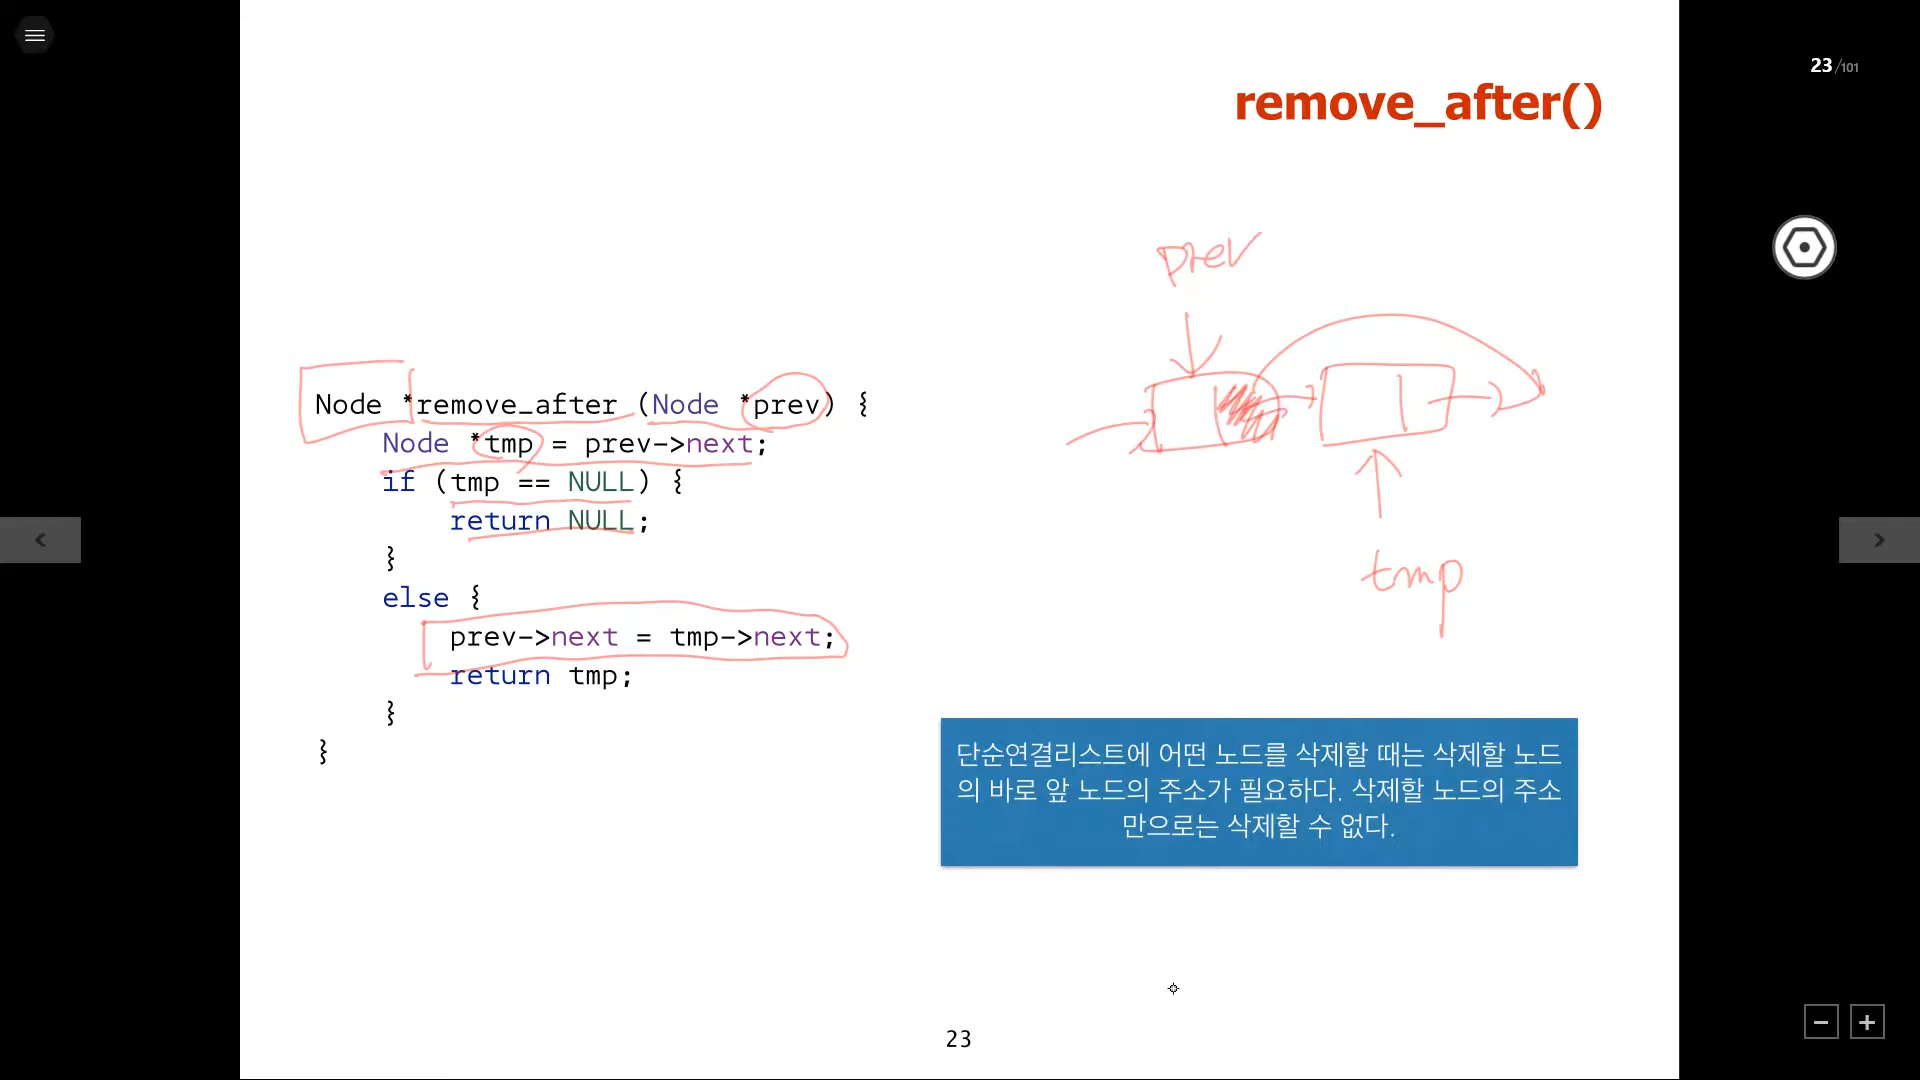 23/101
remove_after()
prev
Node *remove_after (Node *prev) {
Node *tmp = prev->next;
if (tmp == NULL) {
return NULL;
}
else {
prev->next = tmp->next;
return tmp;
}
}
tmp
단순연결리스트에 어떤 노드를 삭제할 때는 삭제할 노드
의 바로 앞 노드의 주소가 필요하다. 삭제할 노드의 주소
만으로는 삭제할 수 없다.
23